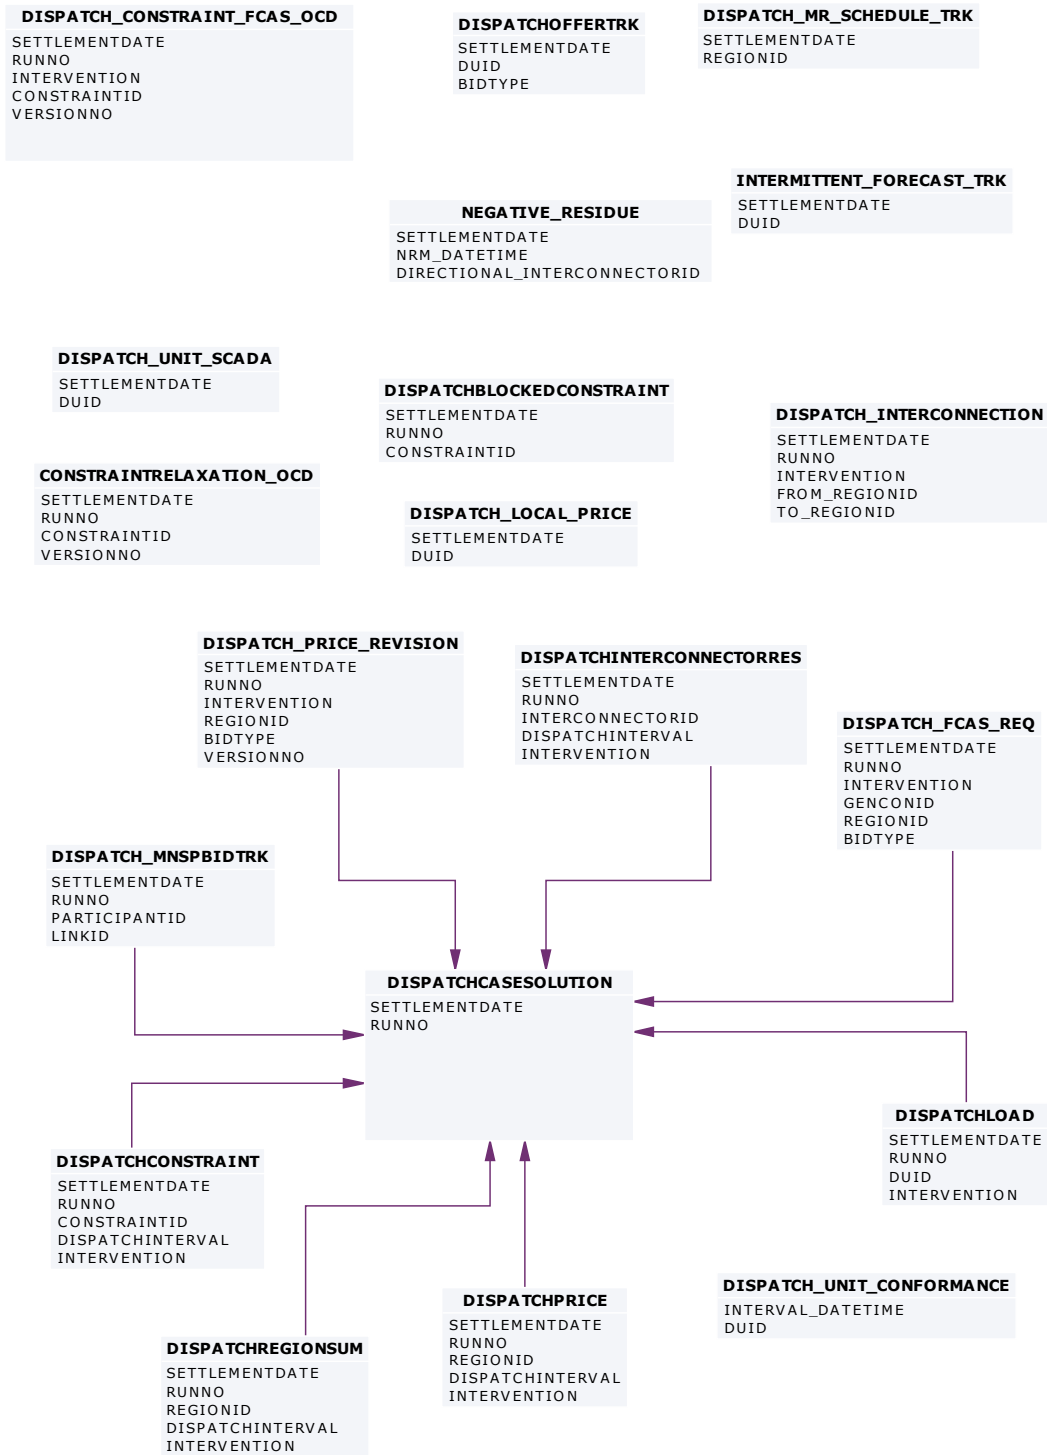 DISPATCH_CONSTRAINT_FCAS_OCD
SETTLEMENTDATE
RUNNO
INTERVENTION
CONSTRAINTID
VERSIONNO
DISPATCHOFFERTRK
SETTLEMENTDATE
DUID
BIDTYPE
DISPATCH_MR_SCHEDULE_TRK
SETTLEMENTDATE
REGIONID
INTERMITTENT_FORECAST_TRK
SETTLEMENTDATE
DUID
NEGATIVE_RESIDUE
SETTLEMENTDATE
NRM_DATETIME
DIRECTIONAL_INTERCONNECTORID
DISPATCH_UNIT_SCADA
SETTLEMENTDATE
DUID
DISPATCHBLOCKEDCONSTRAINT
SETTLEMENTDATE
RUNNO
CONSTRAINTID
DISPATCH_INTERCONNECTION
SETTLEMENTDATE
RUNNO
INTERVENTION
FROM_REGIONID
TO_REGIONID
CONSTRAINTRELAXATION_OCD
SETTLEMENTDATE
RUNNO
CONSTRAINTID
VERSIONNO
DISPATCH_LOCAL_PRICE
SETTLEMENTDATE
DUID
DISPATCH_PRICE_REVISION
SETTLEMENTDATE
RUNNO
INTERVENTION
REGIONID
BIDTYPE
VERSIONNO
DISPATCHINTERCONNECTORRES
SETTLEMENTDATE
RUNNO
INTERCONNECTORID
DISPATCHINTERVAL
INTERVENTION
DISPATCH_FCAS_REQ
SETTLEMENTDATE
RUNNO
INTERVENTION
GENCONID
REGIONID
BIDTYPE
DISPATCH_MNSPBIDTRK
SETTLEMENTDATE
RUNNO
PARTICIPANTID
LINKID
DISPATCHCASESOLUTION
SETTLEMENTDATE
RUNNO
DISPATCHLOAD
SETTLEMENTDATE
RUNNO
DUID
INTERVENTION
DISPATCHCONSTRAINT
SETTLEMENTDATE
RUNNO
CONSTRAINTID
DISPATCHINTERVAL
INTERVENTION
DISPATCH_UNIT_CONFORMANCE
INTERVAL_DATETIME
DUID
DISPATCHPRICE
SETTLEMENTDATE
RUNNO
REGIONID
DISPATCHINTERVAL
INTERVENTION
DISPATCHREGIONSUM
SETTLEMENTDATE
RUNNO
REGIONID
DISPATCHINTERVAL
INTERVENTION